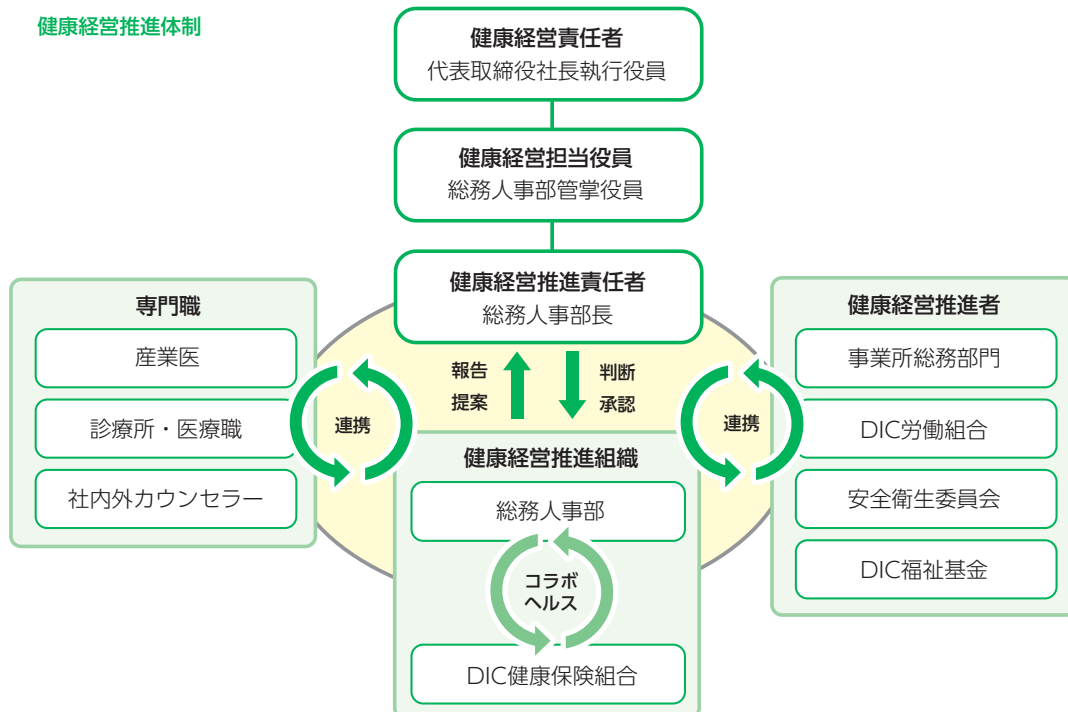 健康経営推進体制
健康経営責任者
代表取締役社長執行役員
健康経営担当役員
総務人事部管掌役員
健康経営推進責任者
総務人事部長
専門職
産業医
診療所・医療職
社内外カウンセラー
連携
報告
提案
判断
承認
連携
健康経営推進者
事業所総務部門
DIC労働組合
安全衛生委員会
DIC福祉基金
健康経営推進組織
総務人事部
コラボ
ヘルス
DIC健康保険組合